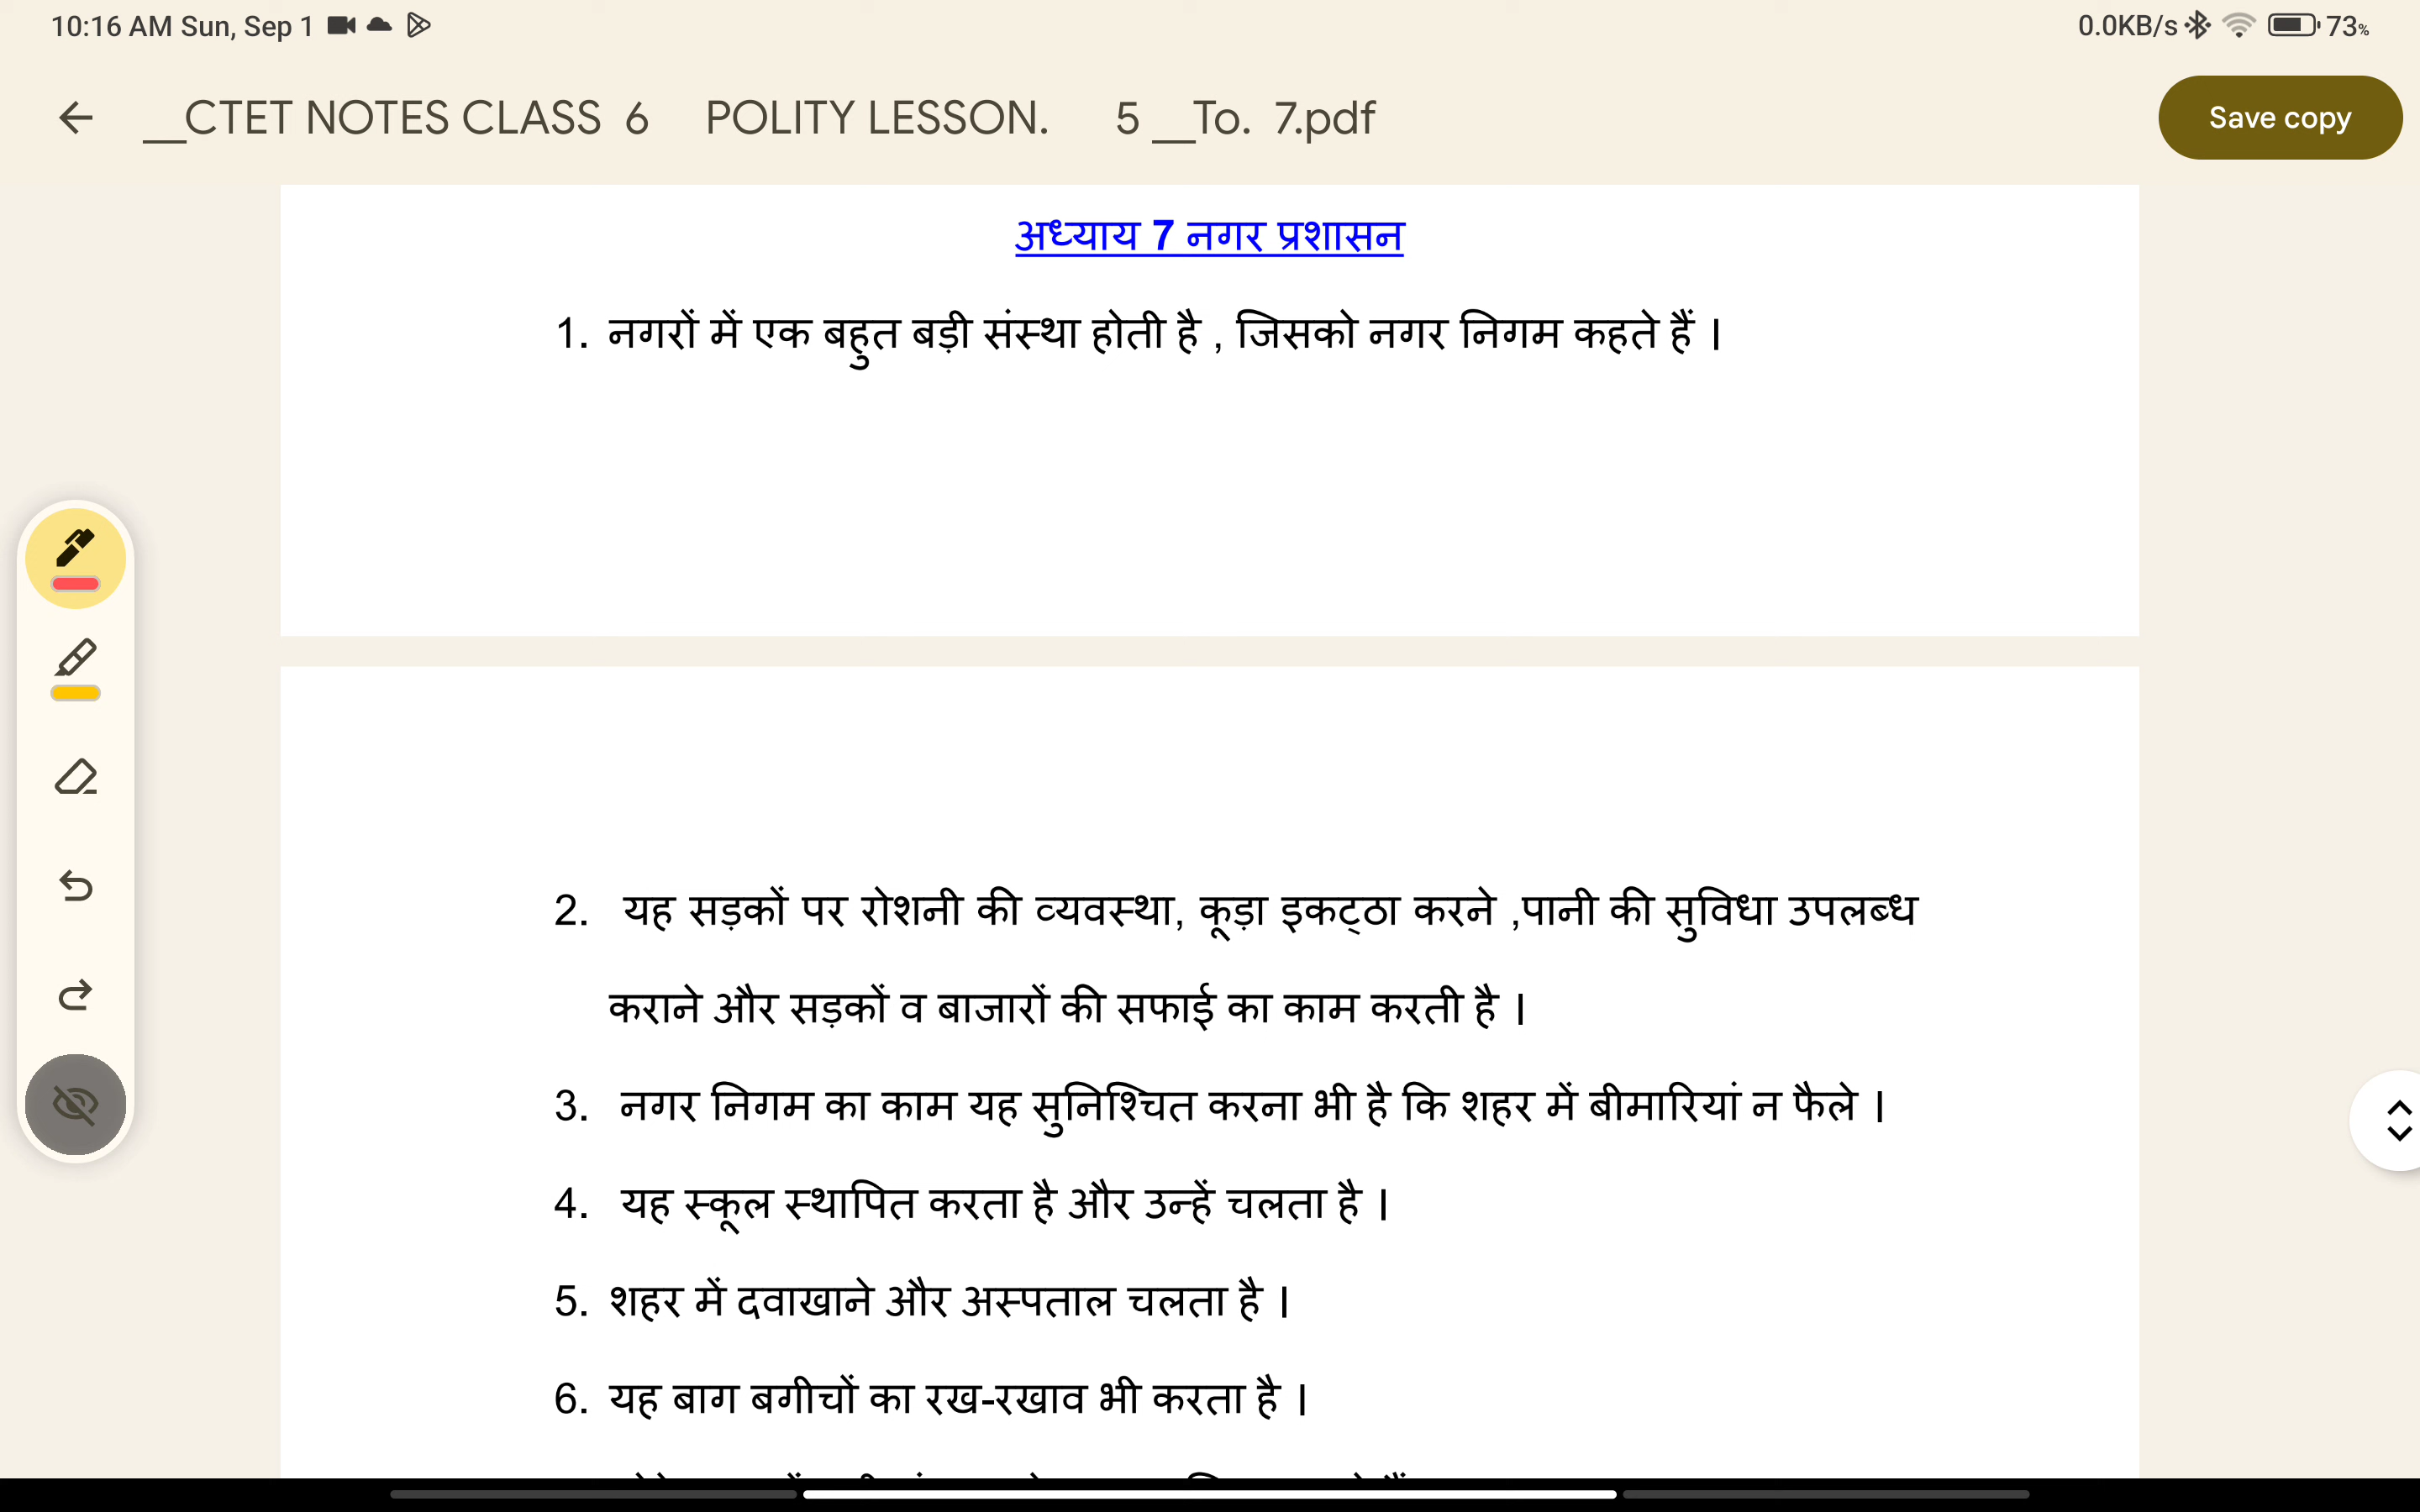 10:16 AM Sun, Sep 1
0.0KB/s 73%
__CTET NOTES CLASS 6 POLITY LESSON. 5 __To. 7.pdf
Save copy
अध्याय 7 नगर प्रशासन
1. नगरों में एक बहुत बड़ी संस्था होती है , जिसको नगर निगम कहते हैं ।
2. यह सड़कों पर रोशनी की व्यवस्था, कूड़ा इकट्ठा करने ,पानी की सुविधा उपलब्ध
कराने और सड़कों व बाजारों की सफाई का काम करती है ।
3. नगर निगम का काम यह सुनिश्चित करना भी है कि शहर में बीमारियां न फैले ।
4. यह स्कूल स्थापित करता है और उन्हें चलता है ।
5. शहर में दवाखाने और अस्पताल चलता है ।
6. यह बाग बगीचों का रख-रखाव भी करता है ।